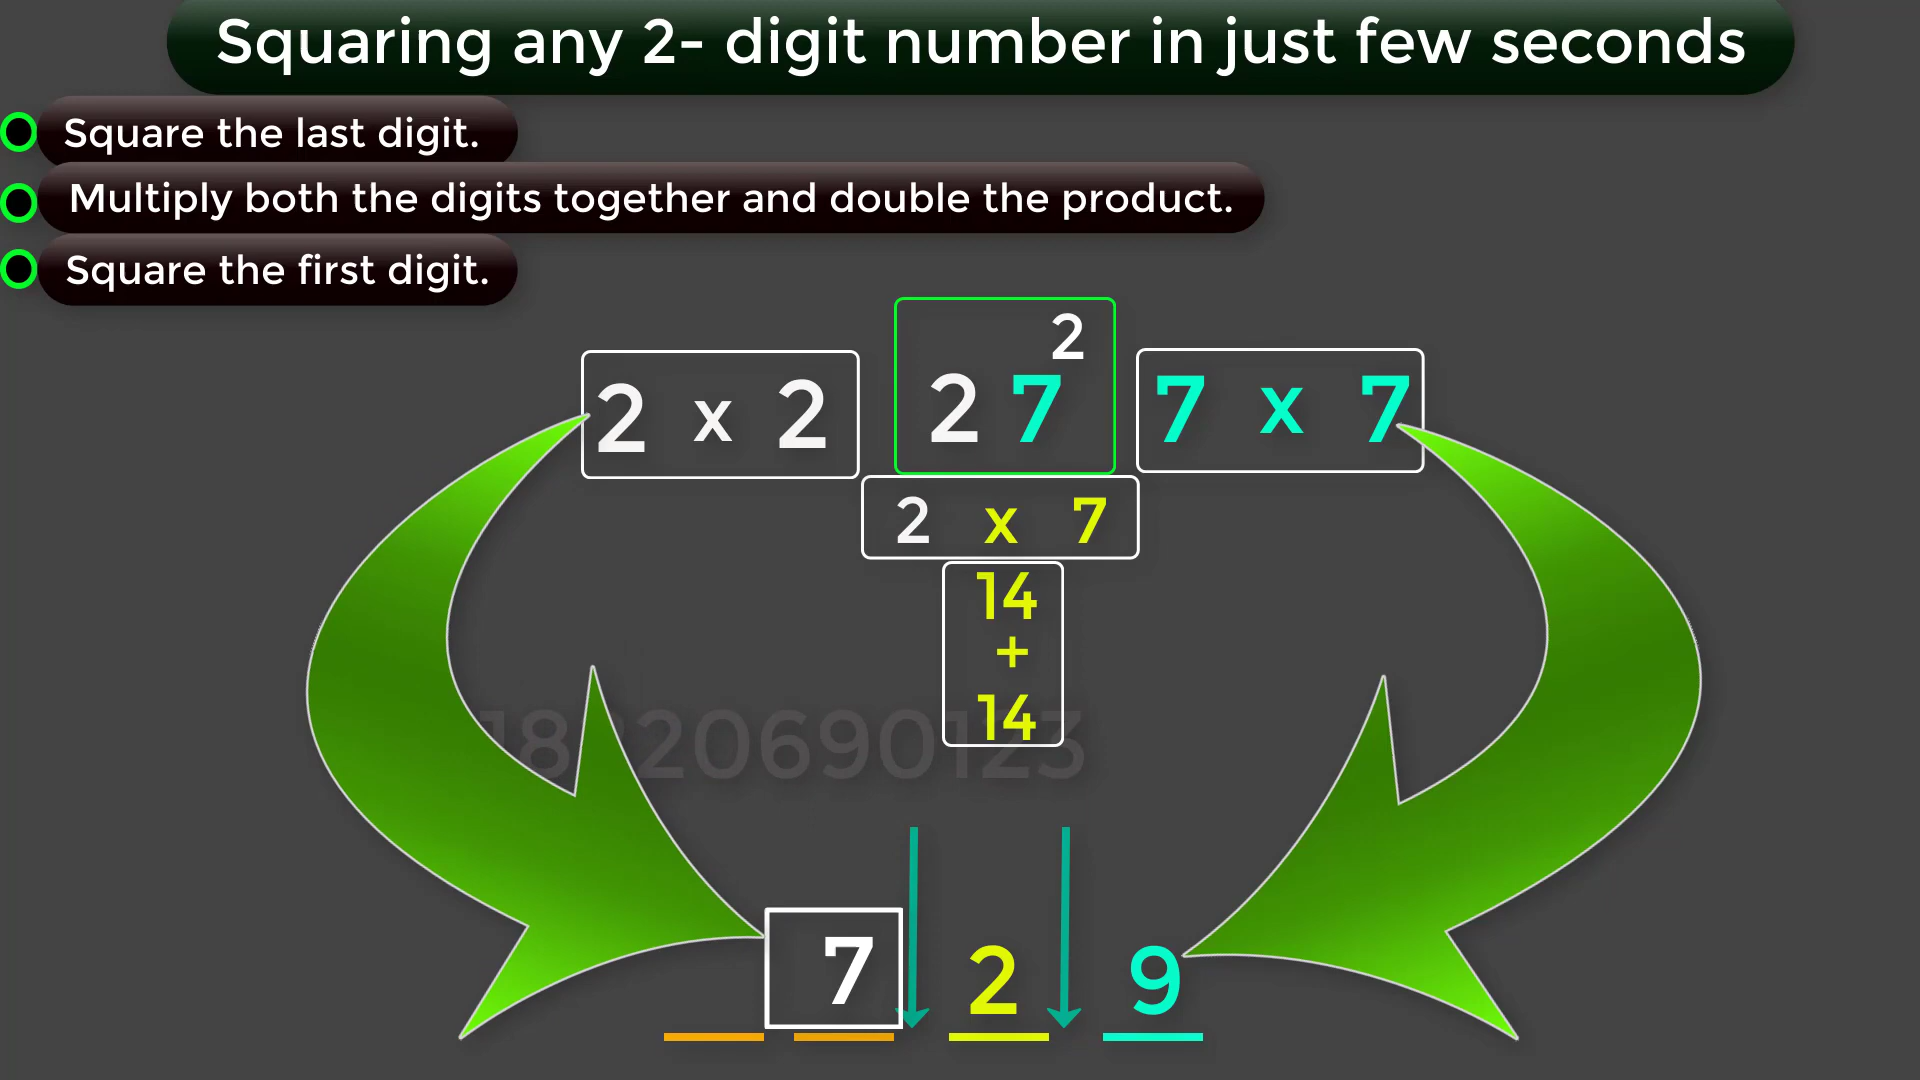 Squaring any 2- digit number in just few seconds
Square the last digit.
Multiply both the digits together and double the product.
Square the first digit.
2 x 2
2 7 2
7 x 7
2 x 7
14
+
14
7 2 9